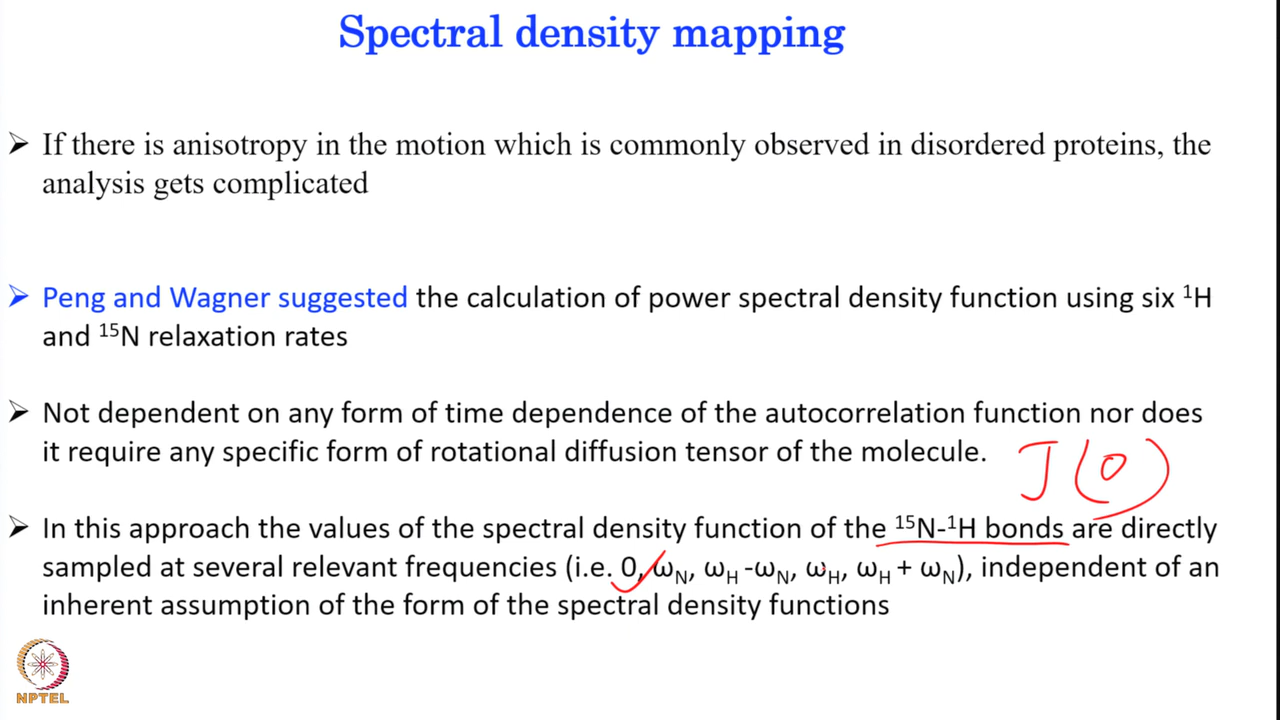 Spectral density mapping
➢ If there is anisotropy in the motion which is commonly observed in disordered proteins, the
analysis gets complicated
➢ Peng and Wagner suggested the calculation of power spectral density function using six ¹H
and ¹⁵N relaxation rates
➢ Not dependent on any form of time dependence of the autocorrelation function nor does
it require any specific form of rotational diffusion tensor of the molecule.
J(0)
➢ In this approach the values of the spectral density function of the ¹⁵N-¹H bonds are directly
sampled at several relevant frequencies (i.e. 0, ω_N, ω_H -ω_N, ω_H, ω_H + ω_N), independent of an
inherent assumption of the form of the spectral density functions
NPTEL